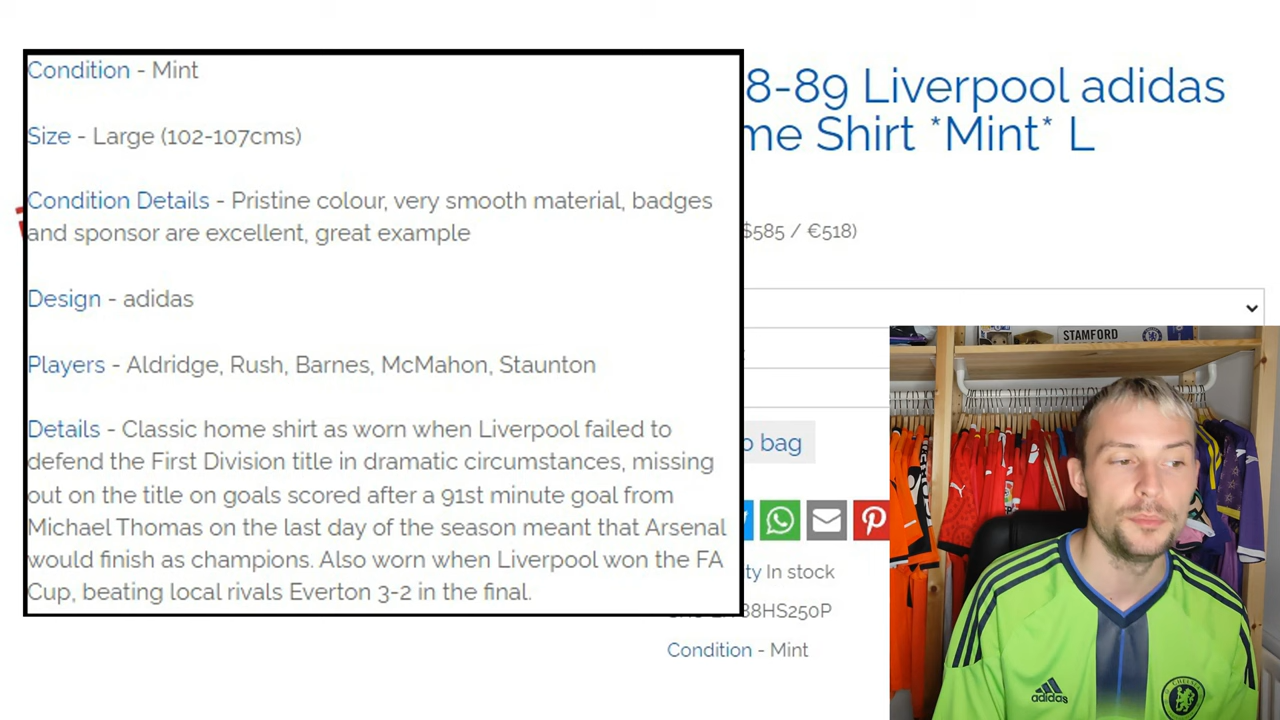 Condition - Mint
Size - Large (102-107cms)
Condition Details - Pristine colour, very smooth material, badges
and sponsor are excellent, great example
Design - adidas
Players - Aldridge, Rush, Barnes, McMahon, Staunton
Details - Classic home shirt as worn when Liverpool failed to
defend the First Division title in dramatic circumstances, missing
out on the title on goals scored after a 91st minute goal from
Michael Thomas on the last day of the season meant that Arsenal
would finish as champions. Also worn when Liverpool won the FA
Cup, beating local rivals Everton 3-2 in the final.
8-89 Liverpool adidas
me Shirt *Mint* L
$585 / €518)
o bag
ty In stock
88HS250P
Condition - Mint
STAMFORD
adidas
CHELSEA